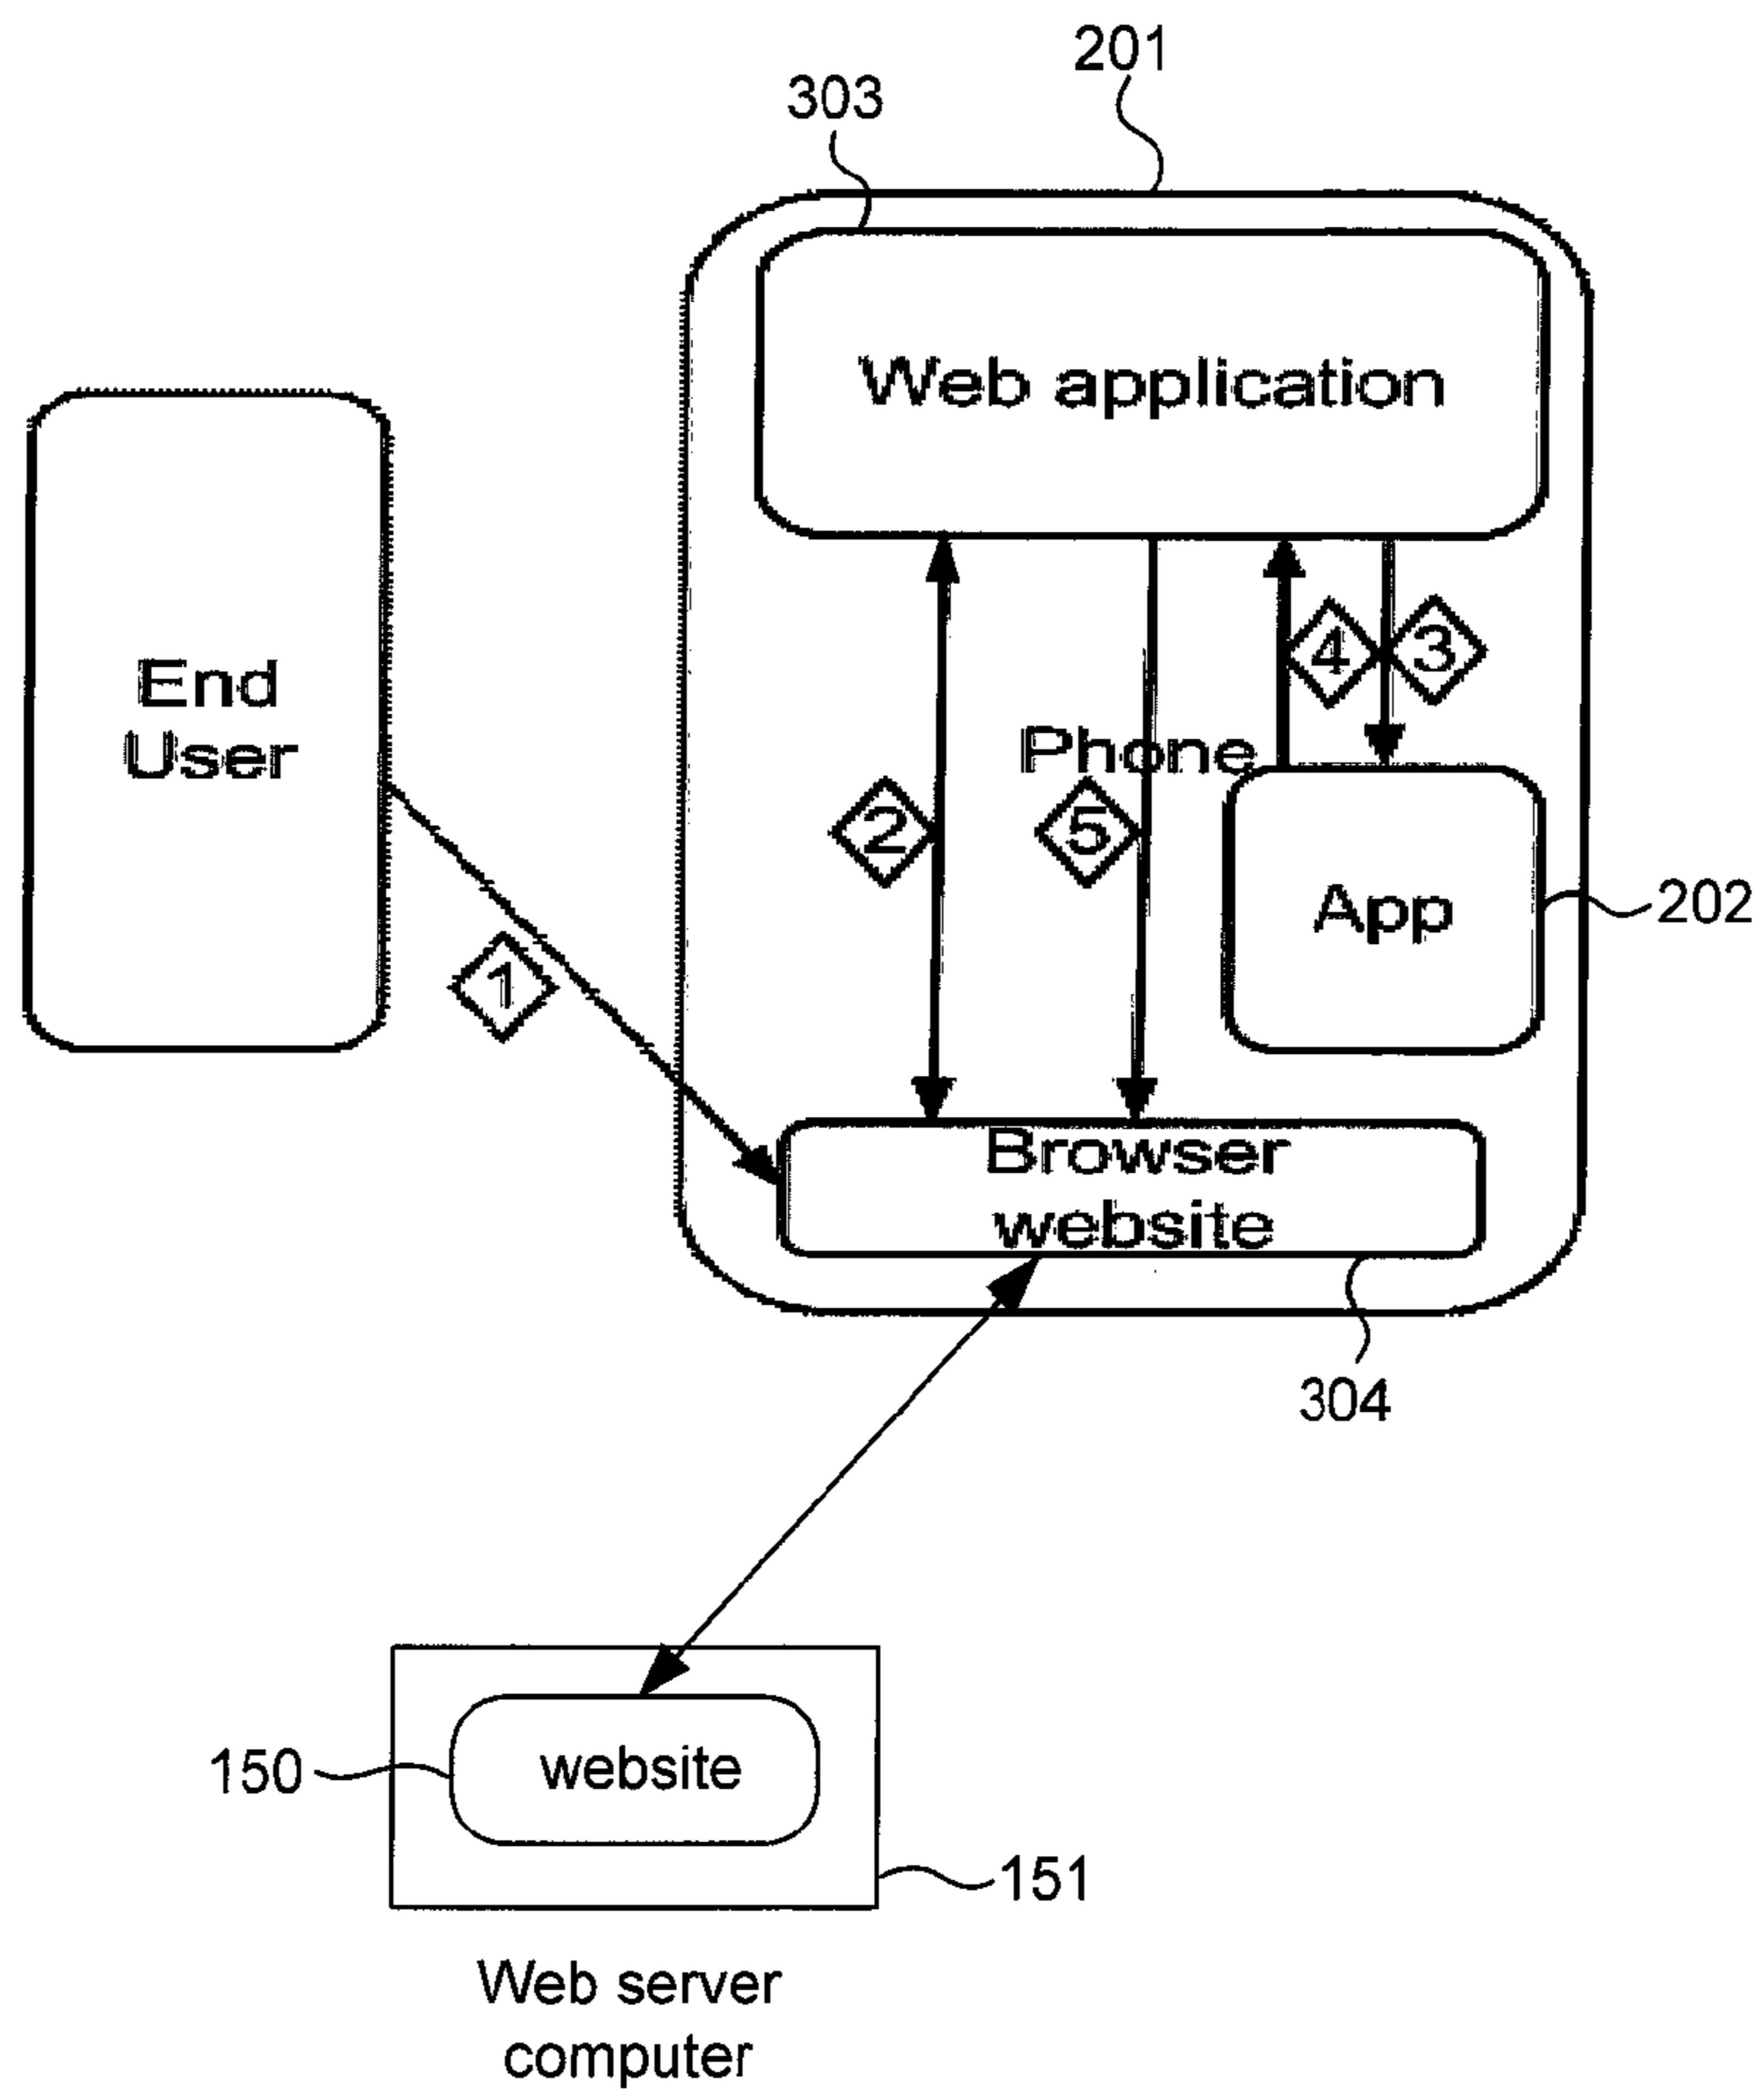 201
303
Web application
End
User
4
3
Phone
2
5
App
202
1
Browser
website
304
150
website
151
Web server
computer